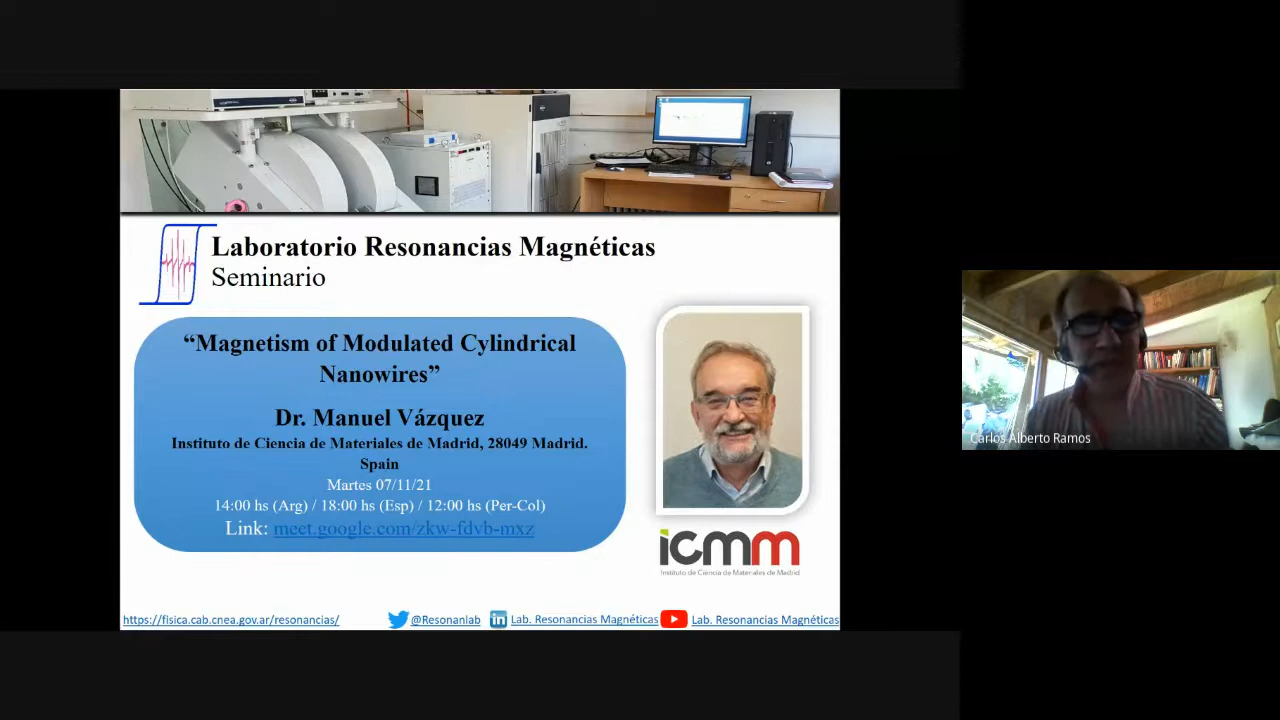 Laboratorio Resonancias Magnéticas
Seminario
“Magnetism of Modulated Cylindrical
Nanowires”
Dr. Manuel Vázquez
Instituto de Ciencia de Materiales de Madrid, 28049 Madrid.
Spain
Martes 07/11/21
14:00 hs (Arg) / 18:00 hs (Esp) / 12:00 hs (Per-Col)
Link: meet.google.com/zkw-fdvb-mxz
icmm
Instituto de Ciencia de Materiales de Madrid
https://fisica.cab.cnea.gov.ar/resonancias/
@Resonanlab
in
Lab. Resonancias Magnéticas
Lab. Resonancias Magnéticas
Carlos Alberto Ramos